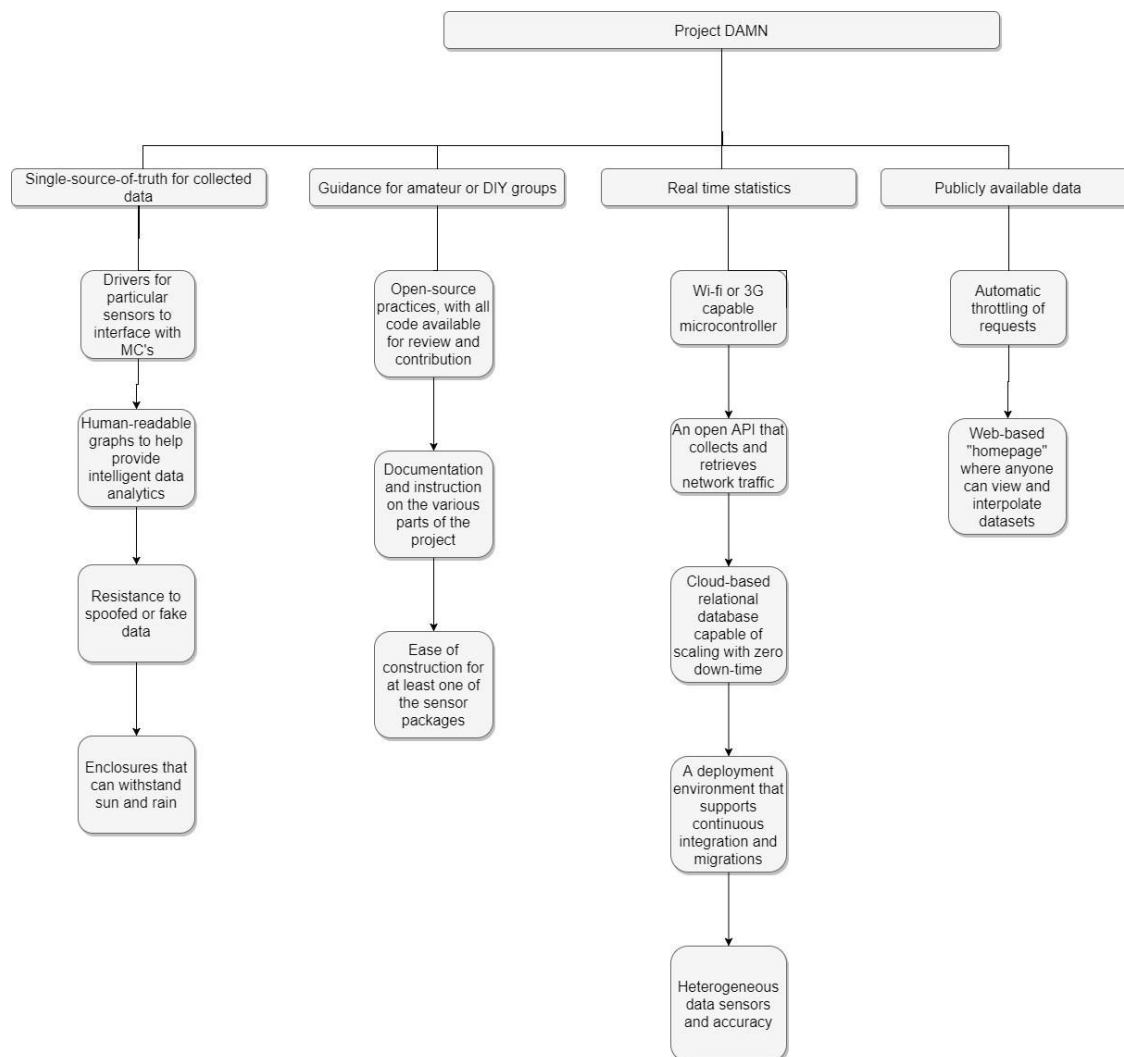 Project DAMN
Single-source-of-truth for collected
data
Guidance for amateur or DIY groups
Real time statistics
Publicly available data
Drivers for
particular
sensors to
interface with
MC's
Human-readable
graphs to help
provide
intelligent data
analytics
Resistance to
spoofed or fake
data
Enclosures that
can withstand
sun and rain
Open-source
practices, with all
code available
for review and
contribution
Documentation
and instruction
on the various
parts of the
project
Ease of
construction for
at least one of
the sensor
packages
Wi-fi or 3G
capable
microcontroller
An open API that
collects and
retrieves
network traffic
Cloud-based
relational
database
capable of
scaling with zero
down-time
A deployment
environment that
supports
continuous
integration and
migrations
Heterogeneous
data sensors
and accuracy
Automatic
throttling of
requests
Web-based
"homepage"
where anyone
can view and
interpolate
datasets